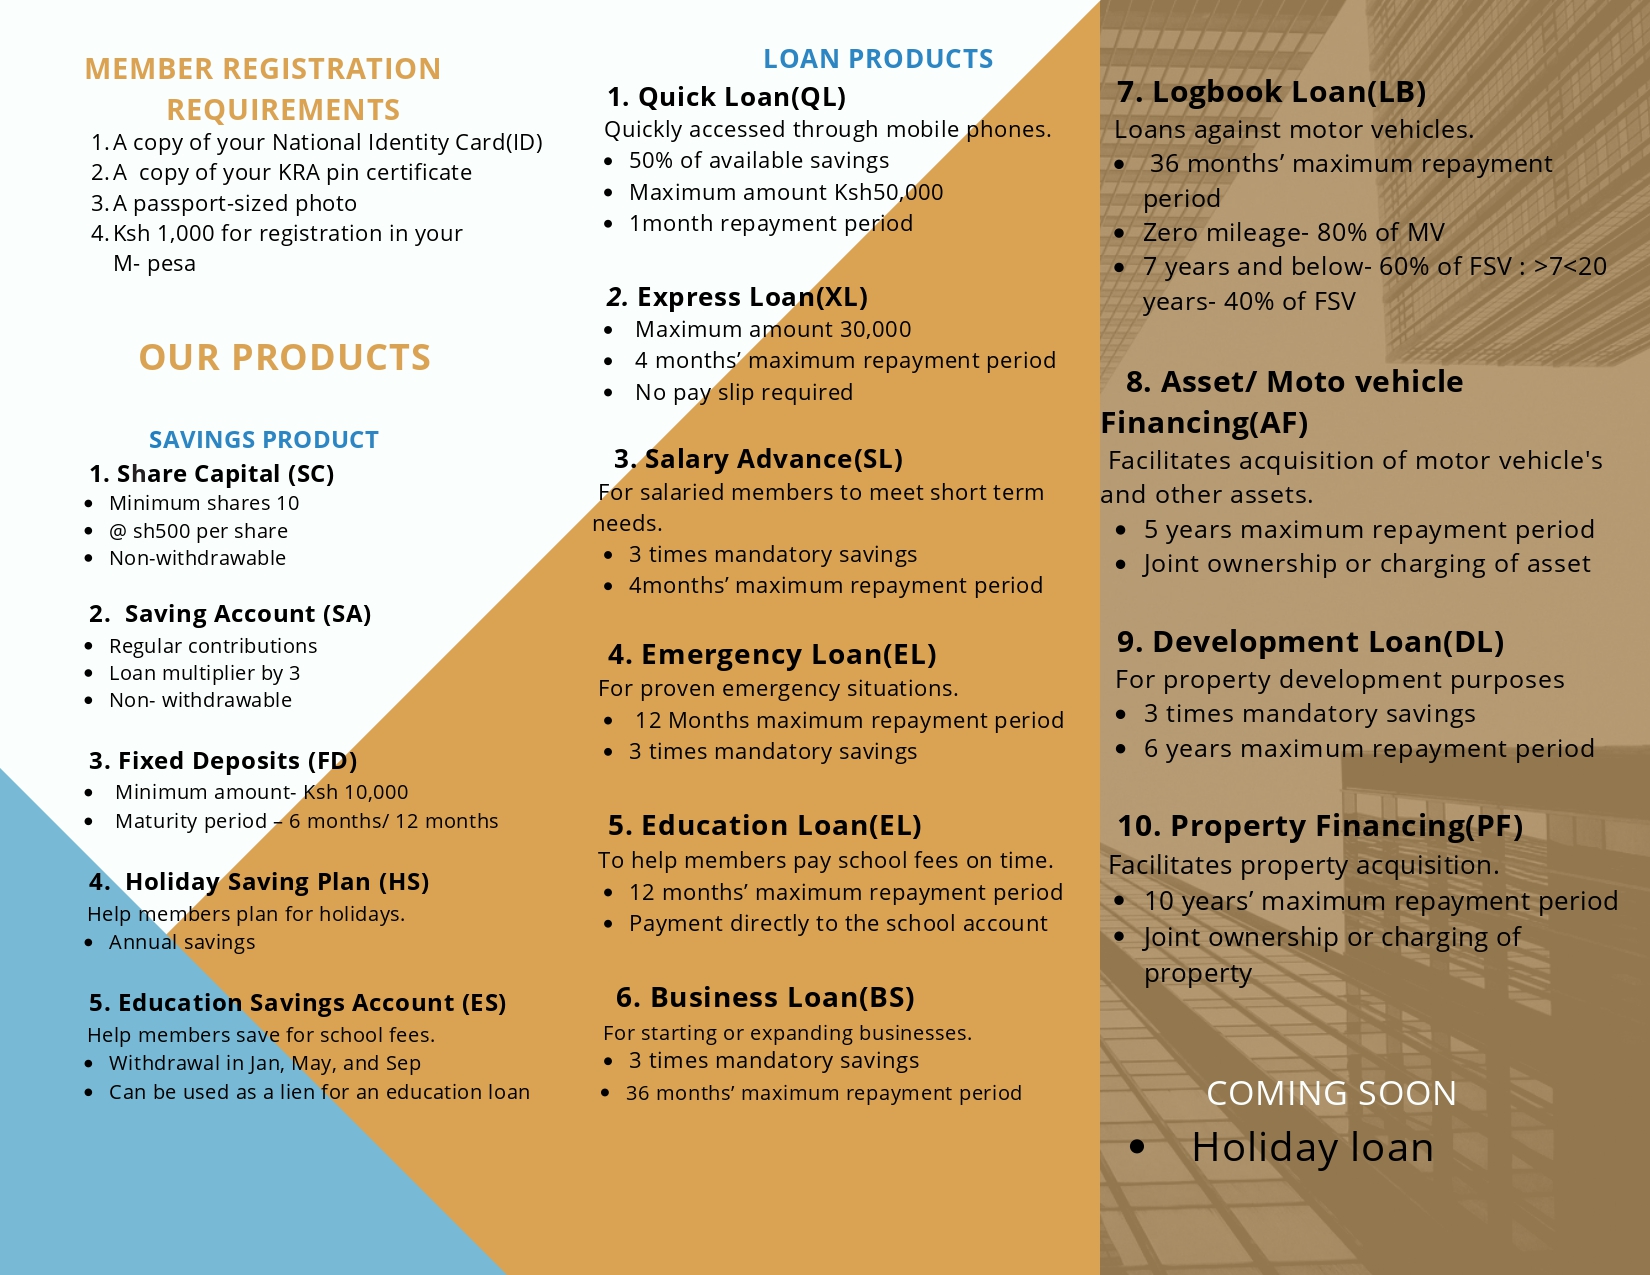 MEMBER REGISTRATION
REQUIREMENTS
1. A copy of your National Identity Card(ID)
2. A copy of your KRA pin certificate
3. A passport-sized photo
4. Ksh 1,000 for registration in your
M- pesa
OUR PRODUCTS
SAVINGS PRODUCT
1. Share Capital (SC)
• Minimum shares 10
• @ sh500 per share
• Non-withdrawable
2. Saving Account (SA)
• Regular contributions
• Loan multiplier by 3
• Non- withdrawable
3. Fixed Deposits (FD)
• Minimum amount- Ksh 10,000
• Maturity period – 6 months/ 12 months
4. Holiday Saving Plan (HS)
Help members plan for holidays.
• Annual savings
5. Education Savings Account (ES)
Help members save for school fees.
• Withdrawal in Jan, May, and Sep
• Can be used as a lien for an education loan
LOAN PRODUCTS
1. Quick Loan(QL)
Quickly accessed through mobile phones.
• 50% of available savings
• Maximum amount Ksh50,000
• 1month repayment period
2. Express Loan(XL)
• Maximum amount 30,000
• 4 months’ maximum repayment period
• No pay slip required
3. Salary Advance(SL)
For salaried members to meet short term
needs.
• 3 times mandatory savings
• 4months’ maximum repayment period
4. Emergency Loan(EL)
For proven emergency situations.
• 12 Months maximum repayment period
• 3 times mandatory savings
5. Education Loan(EL)
To help members pay school fees on time.
• 12 months’ maximum repayment period
• Payment directly to the school account
6. Business Loan(BS)
For starting or expanding businesses.
• 3 times mandatory savings
• 36 months’ maximum repayment period
7. Logbook Loan(LB)
Loans against motor vehicles.
• 36 months’ maximum repayment
period
• Zero mileage- 80% of MV
• 7 years and below- 60% of FSV : >7<20
years- 40% of FSV
8. Asset/ Moto vehicle
Financing(AF)
Facilitates acquisition of motor vehicle's
and other assets.
• 5 years maximum repayment period
• Joint ownership or charging of asset
9. Development Loan(DL)
For property development purposes
• 3 times mandatory savings
• 6 years maximum repayment period
10. Property Financing(PF)
Facilitates property acquisition.
• 10 years’ maximum repayment period
• Joint ownership or charging of
property
COMING SOON
• Holiday loan